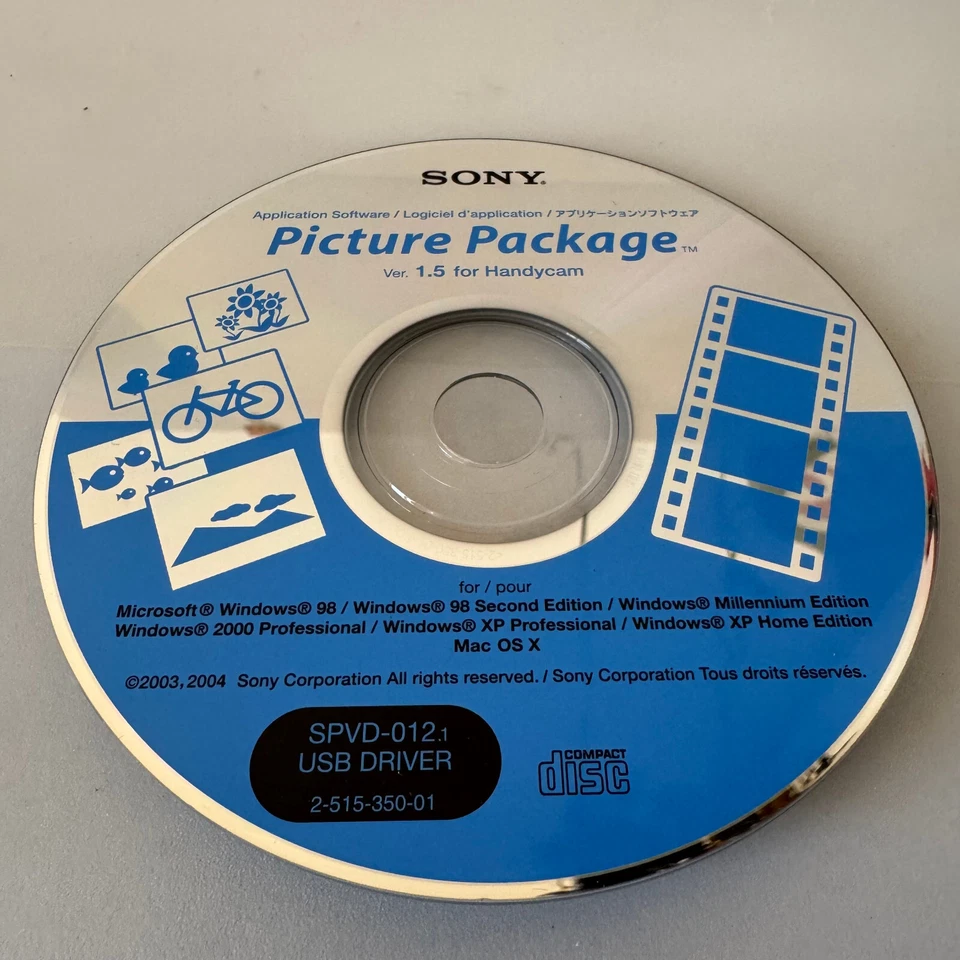 SONY®
Application Software / Logiciel d'application / アプリケーションソフトウェア
Picture Package™
Ver. 1.5 for Handycam
for / pour
Microsoft® Windows® 98 / Windows® 98 Second Edition / Windows® Millennium Edition
Windows® 2000 Professional / Windows® XP Professional / Windows® XP Home Edition
Mac OS X
©2003, 2004 Sony Corporation All rights reserved. / Sony Corporation Tous droits réservés.
SPVD-012.1
USB DRIVER
2-515-350-01
COMPACT
disc